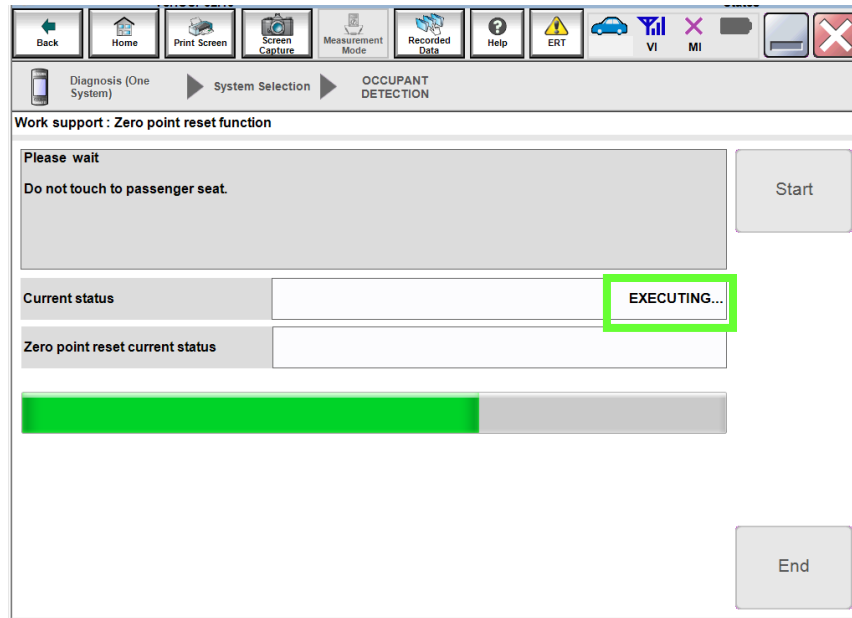 Back
Home
Print Screen
Screen
Capture
Measurement
Mode
Recorded
Data
Help
ERT
VI
MI
Diagnosis (One
System)
System Selection
OCCUPANT
DETECTION
Work support : Zero point reset function
Please wait
Do not touch to passenger seat.
Start
Current status
EXECUTING...
Zero point reset current status
End